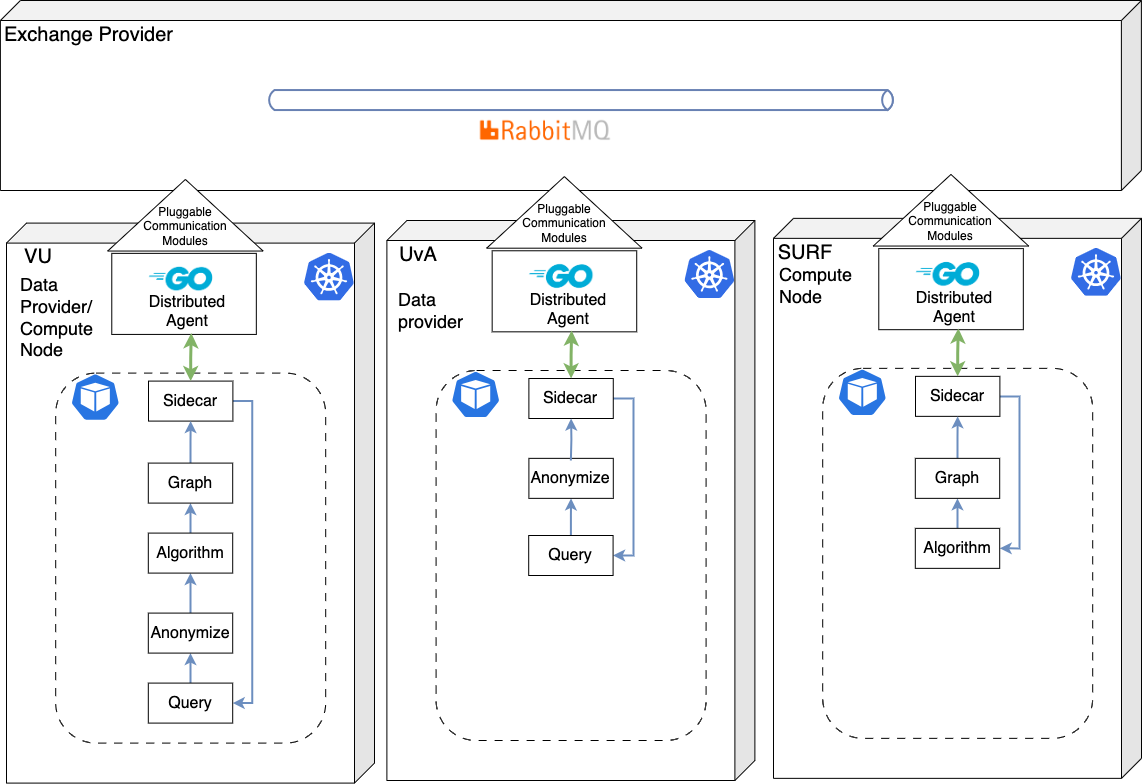 Exchange Provider
RabbitMQ
Pluggable
Communication
Modules
VU
Data
Provider/
Compute
Node
GO
Distributed
Agent
Sidecar
Graph
Algorithm
Anonymize
Query
Pluggable
Communication
Modules
UvA
Data
provider
GO
Distributed
Agent
Sidecar
Anonymize
Query
Pluggable
Communication
Modules
SURF
Compute
Node
GO
Distributed
Agent
Sidecar
Graph
Algorithm